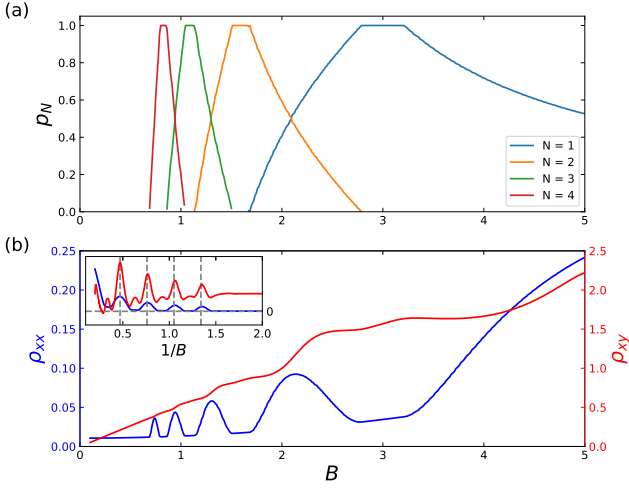 (a)
1.0
0.8
0.6
0.4
0.2
0.0
p_N
N = 1
N = 2
N = 3
N = 4
0 1 2 3 4 5
(b)
0.25
0.20
0.15
0.10
0.05
0.00
ρ_xx
2.5
2.0
1.5
1.0
0.5
0.0
ρ_xy
0
0.5 1.0 1.5 2.0
1/B
0 1 2 3 4 5
B